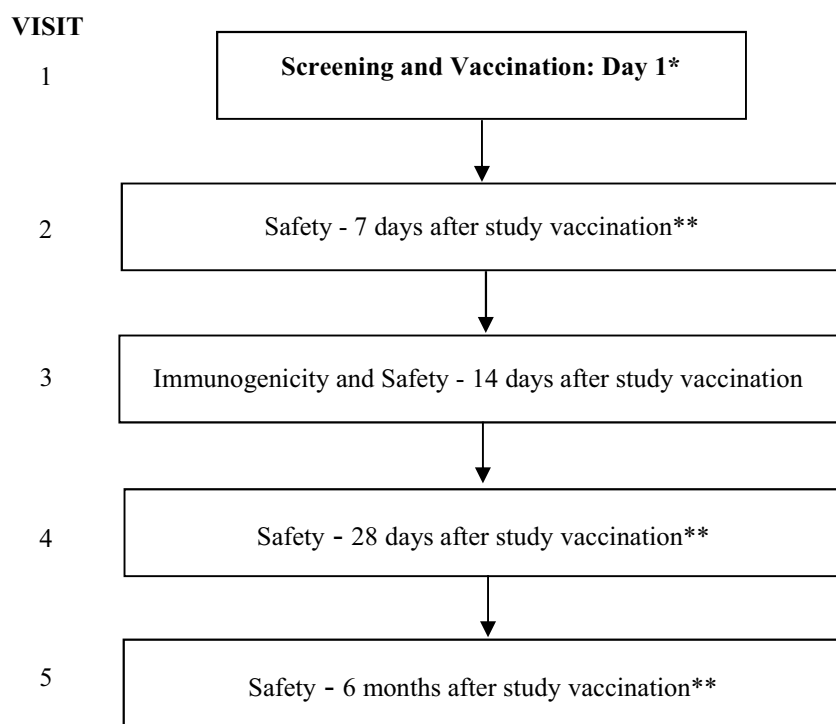 VISIT
1
Screening and Vaccination: Day 1*
2
Safety - 7 days after study vaccination**
3
Immunogenicity and Safety - 14 days after study vaccination
4
Safety - 28 days after study vaccination**
5
Safety - 6 months after study vaccination**